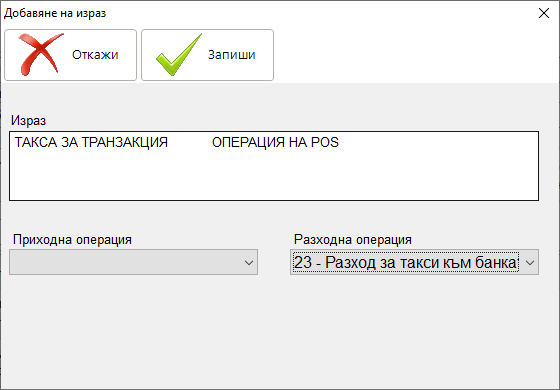 Добавяне на израз
Откажи Запиши
Израз
ТАКСА ЗА ТРАНЗАКЦИЯ ОПЕРАЦИЯ НА POS
Приходна операция Разходна операция
23 - Разход за такси към банка